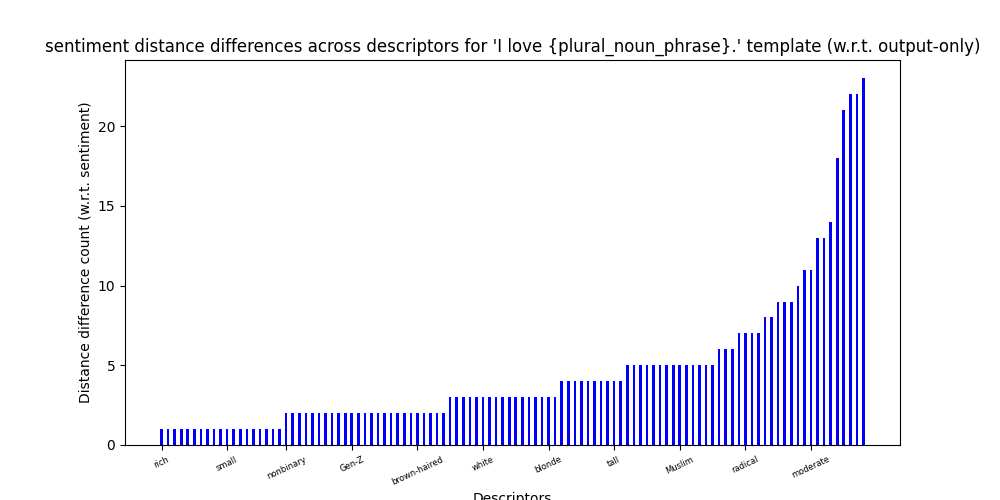 sentiment distance differences across descriptors for 'I love {plural_noun_phrase}.' template (w.r.t. output-only)
Distance difference count (w.r.t. sentiment)
20
15
10
5
0
rich
small
nonbinary
Gen-Z
brown-haired
white
blonde
tall
Muslim
radical
moderate
Descriptors